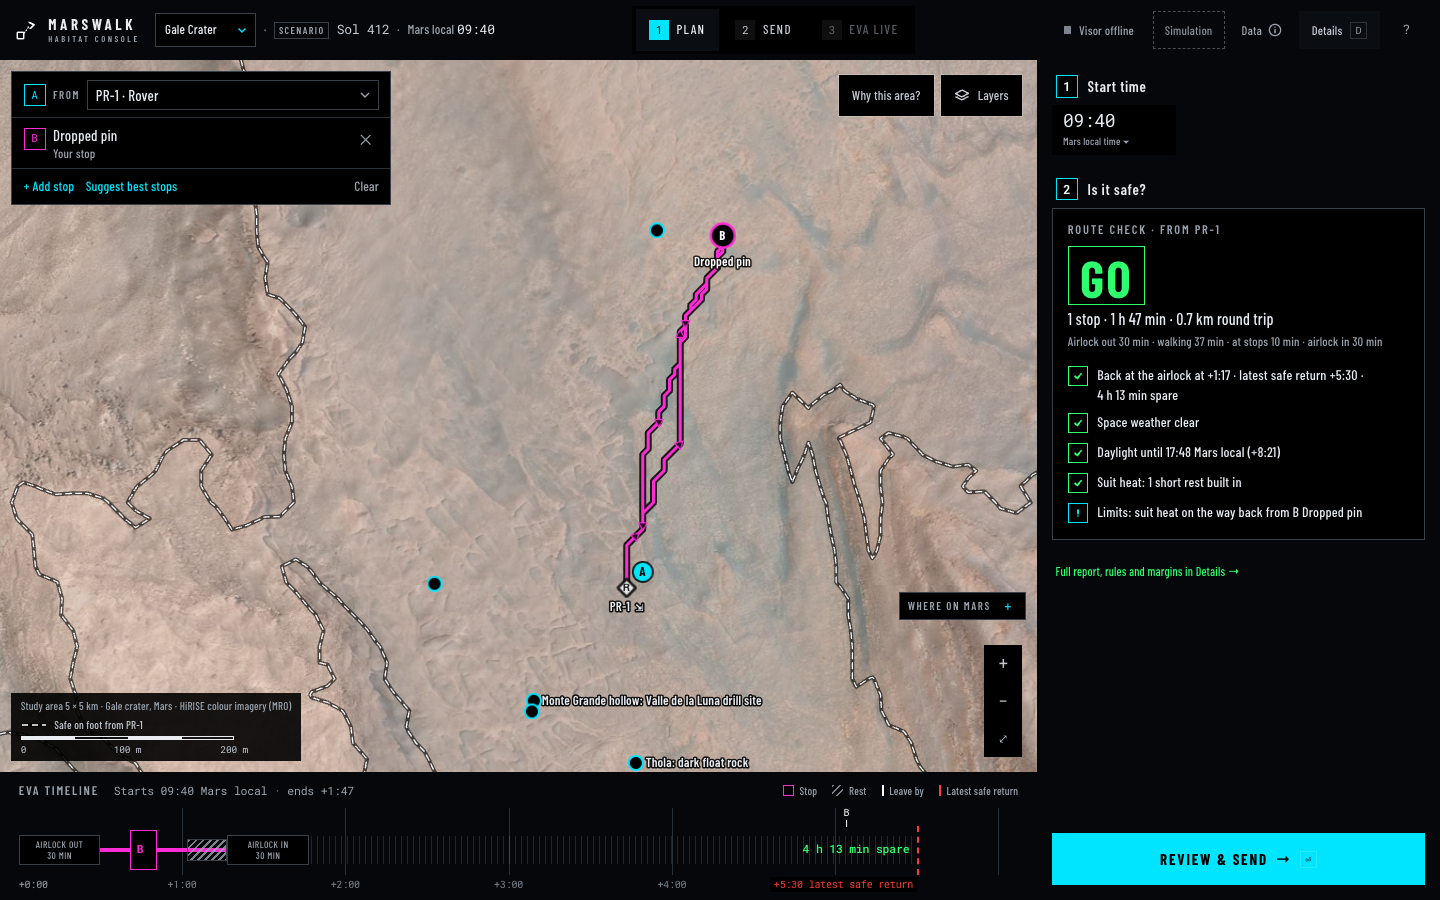 MARSWALK
HABITAT CONSOLE
Gale Crater
· SCENARIO Sol 412 · Mars local 09:40
1 PLAN
2 SEND
3 EVA LIVE
Visor offline
Simulation
Data
Details D
?
A FROM PR-1 · Rover
B Dropped pin
Your stop
+ Add stop Suggest best stops Clear
Why this area?
Layers
B
Dropped pin
A
R
PR-1
Monte Grande hollow: Valle de la Luna drill site
Thola: dark float rock
WHERE ON MARS +
+
−
Study area 5 × 5 km · Gale crater, Mars · HiRISE colour imagery (MRO)
Safe on foot from PR-1
0 100 m 200 m
1 Start time
09:40
Mars local time
2 Is it safe?
ROUTE CHECK · FROM PR-1
GO
1 stop · 1 h 47 min · 0.7 km round trip
Airlock out 30 min · walking 37 min · at stops 10 min · airlock in 30 min
Back at the airlock at +1:17 · latest safe return +5:30 ·
4 h 13 min spare
Space weather clear
Daylight until 17:48 Mars local (+8:21)
Suit heat: 1 short rest built in
! Limits: suit heat on the way back from B Dropped pin
Full report, rules and margins in Details →
REVIEW & SEND →
EVA TIMELINE Starts 09:40 Mars local · ends +1:47
Stop Rest Leave by Latest safe return
B
AIRLOCK OUT
30 MIN
B
AIRLOCK IN
30 MIN
4 h 13 min spare
+0:00 +1:00 +2:00 +3:00 +4:00 +5:30 latest safe return